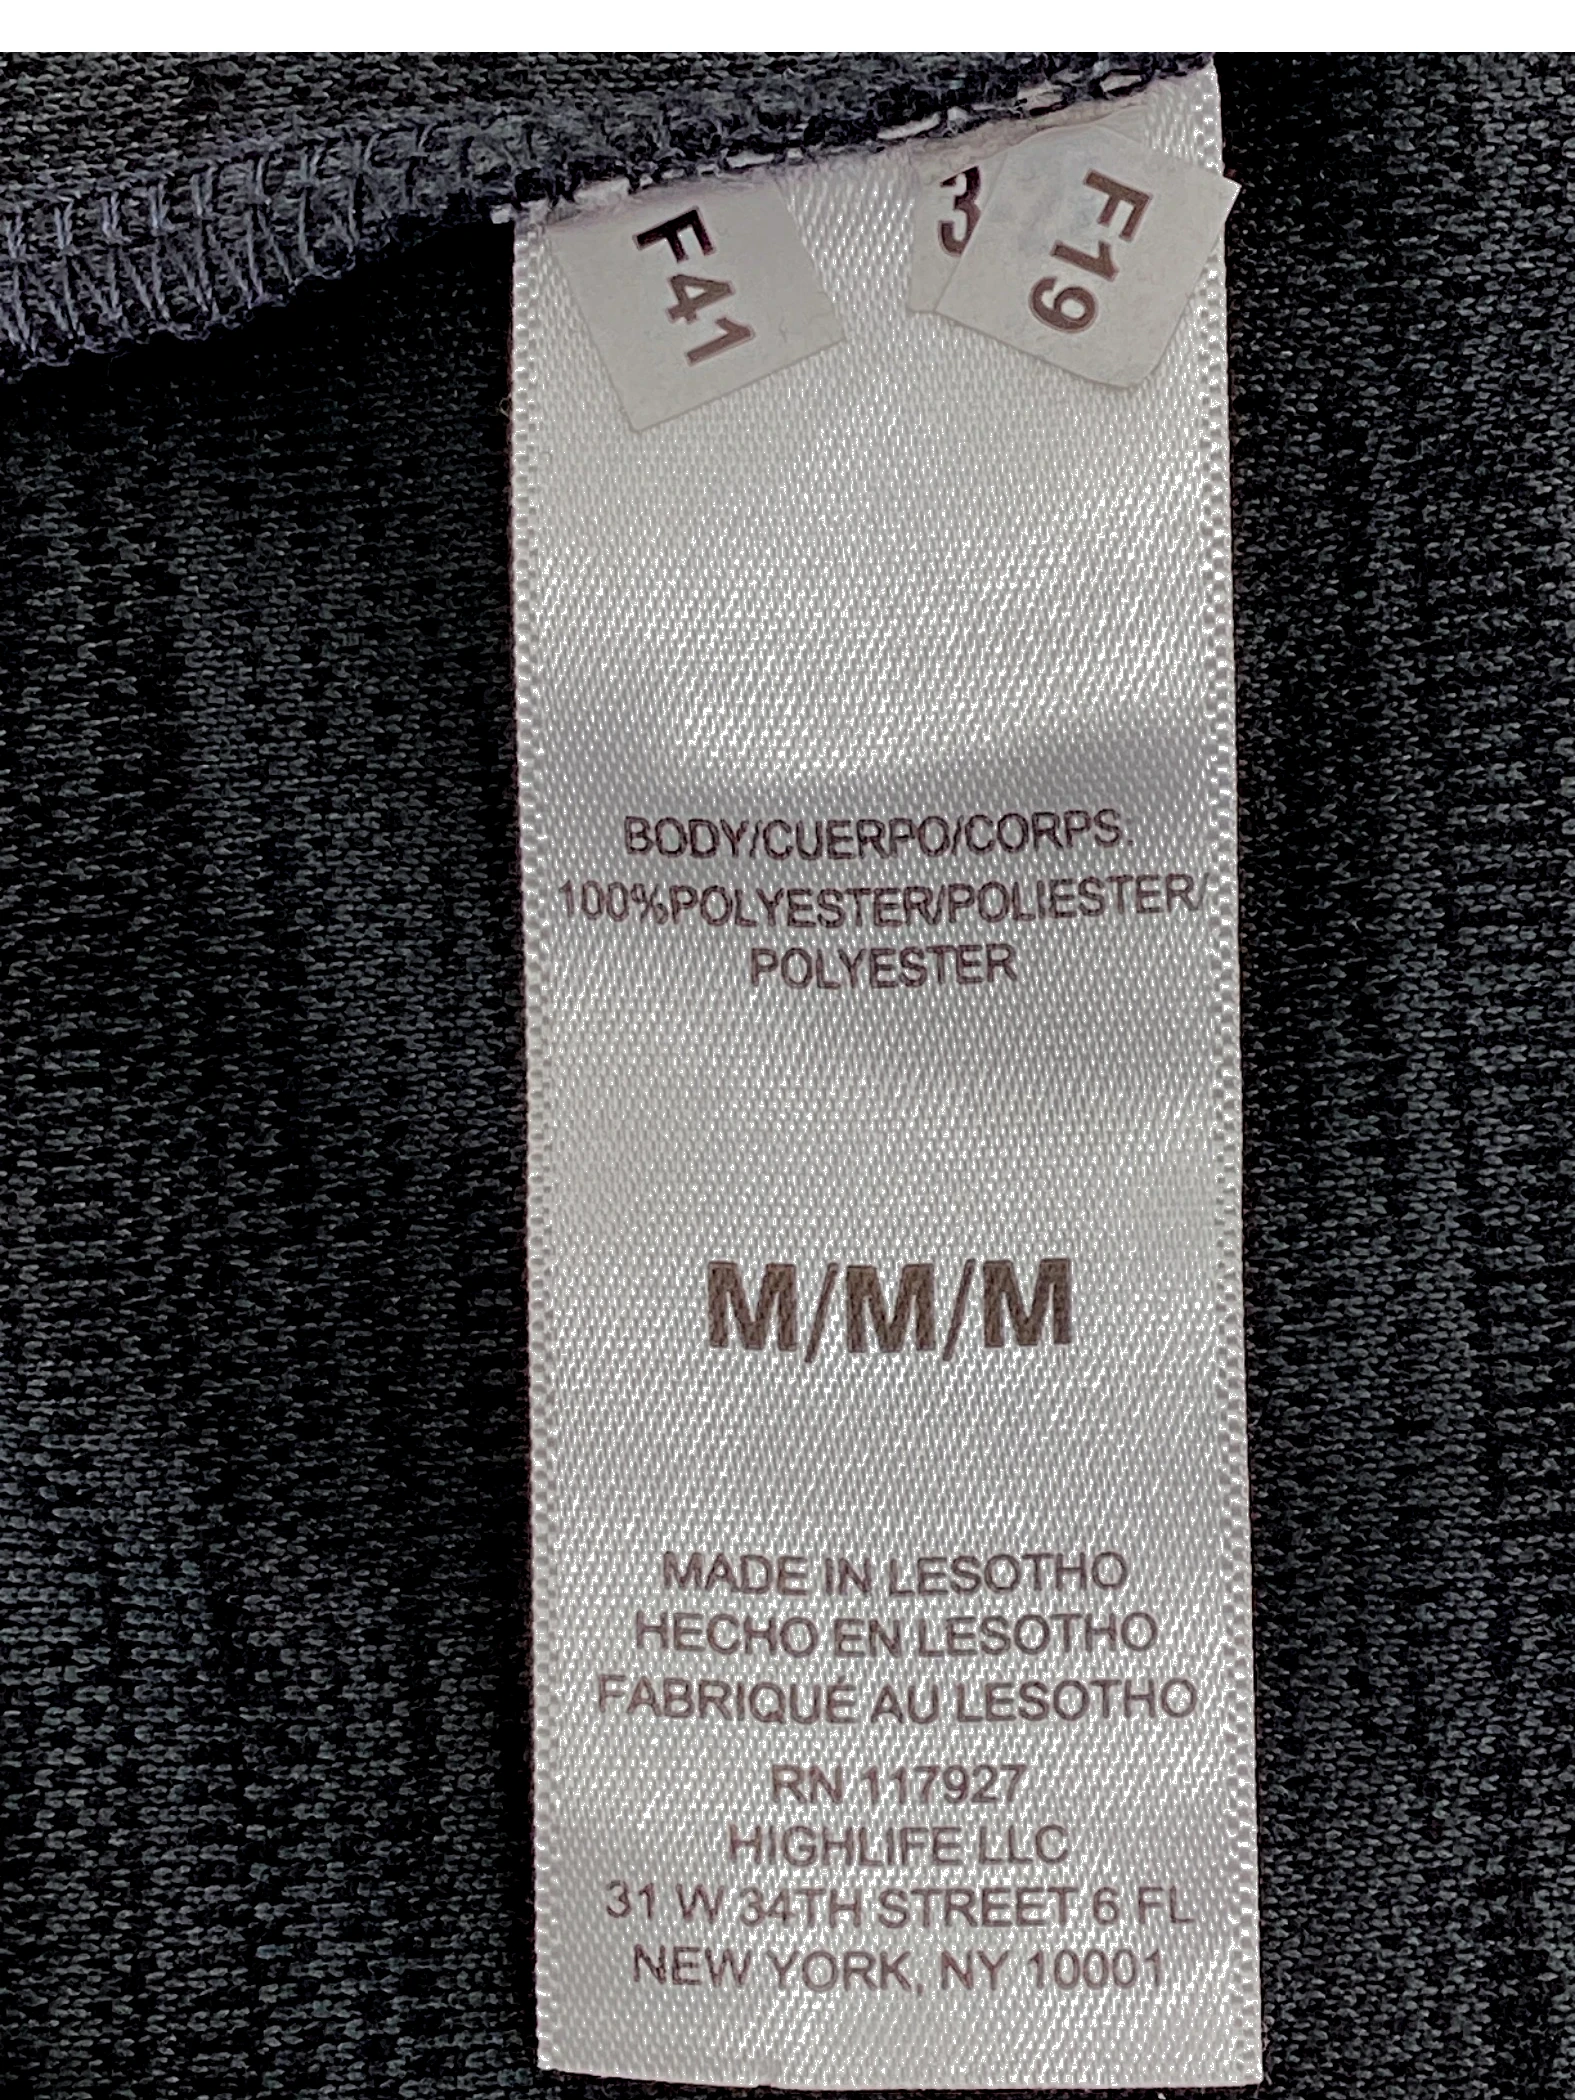 F41
3
F19
BODY/CUERPO/CORPS.
100%POLYESTER/POLIESTER/
POLYESTER
M/M/M
MADE IN LESOTHO
HECHO EN LESOTHO
FABRIQUÉ AU LESOTHO
RN 117927
HIGHLIFE LLC
31 W 34TH STREET 6 FL
NEW YORK, NY 10001